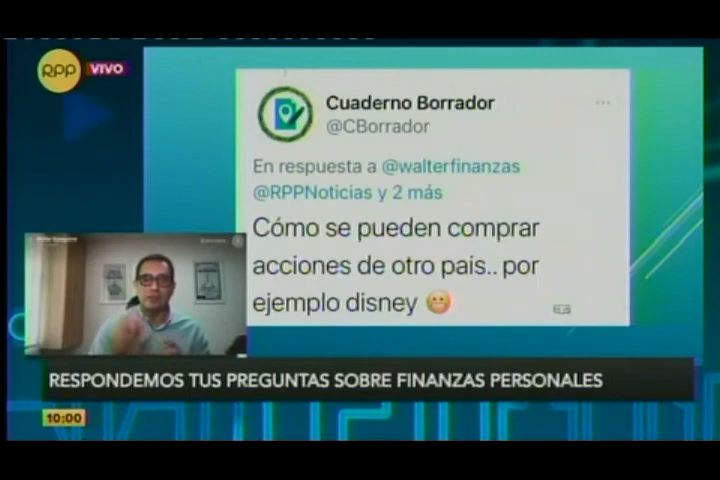 RPP
VIVO
Cuaderno Borrador
@CBorrador
En respuesta a @walterfinanzas
@RPPNoticias y 2 más
Cómo se pueden comprar
acciones de otro pais.. por
ejemplo disney 😬
RESPONDEMOS TUS PREGUNTAS SOBRE FINANZAS PERSONALES
10:00